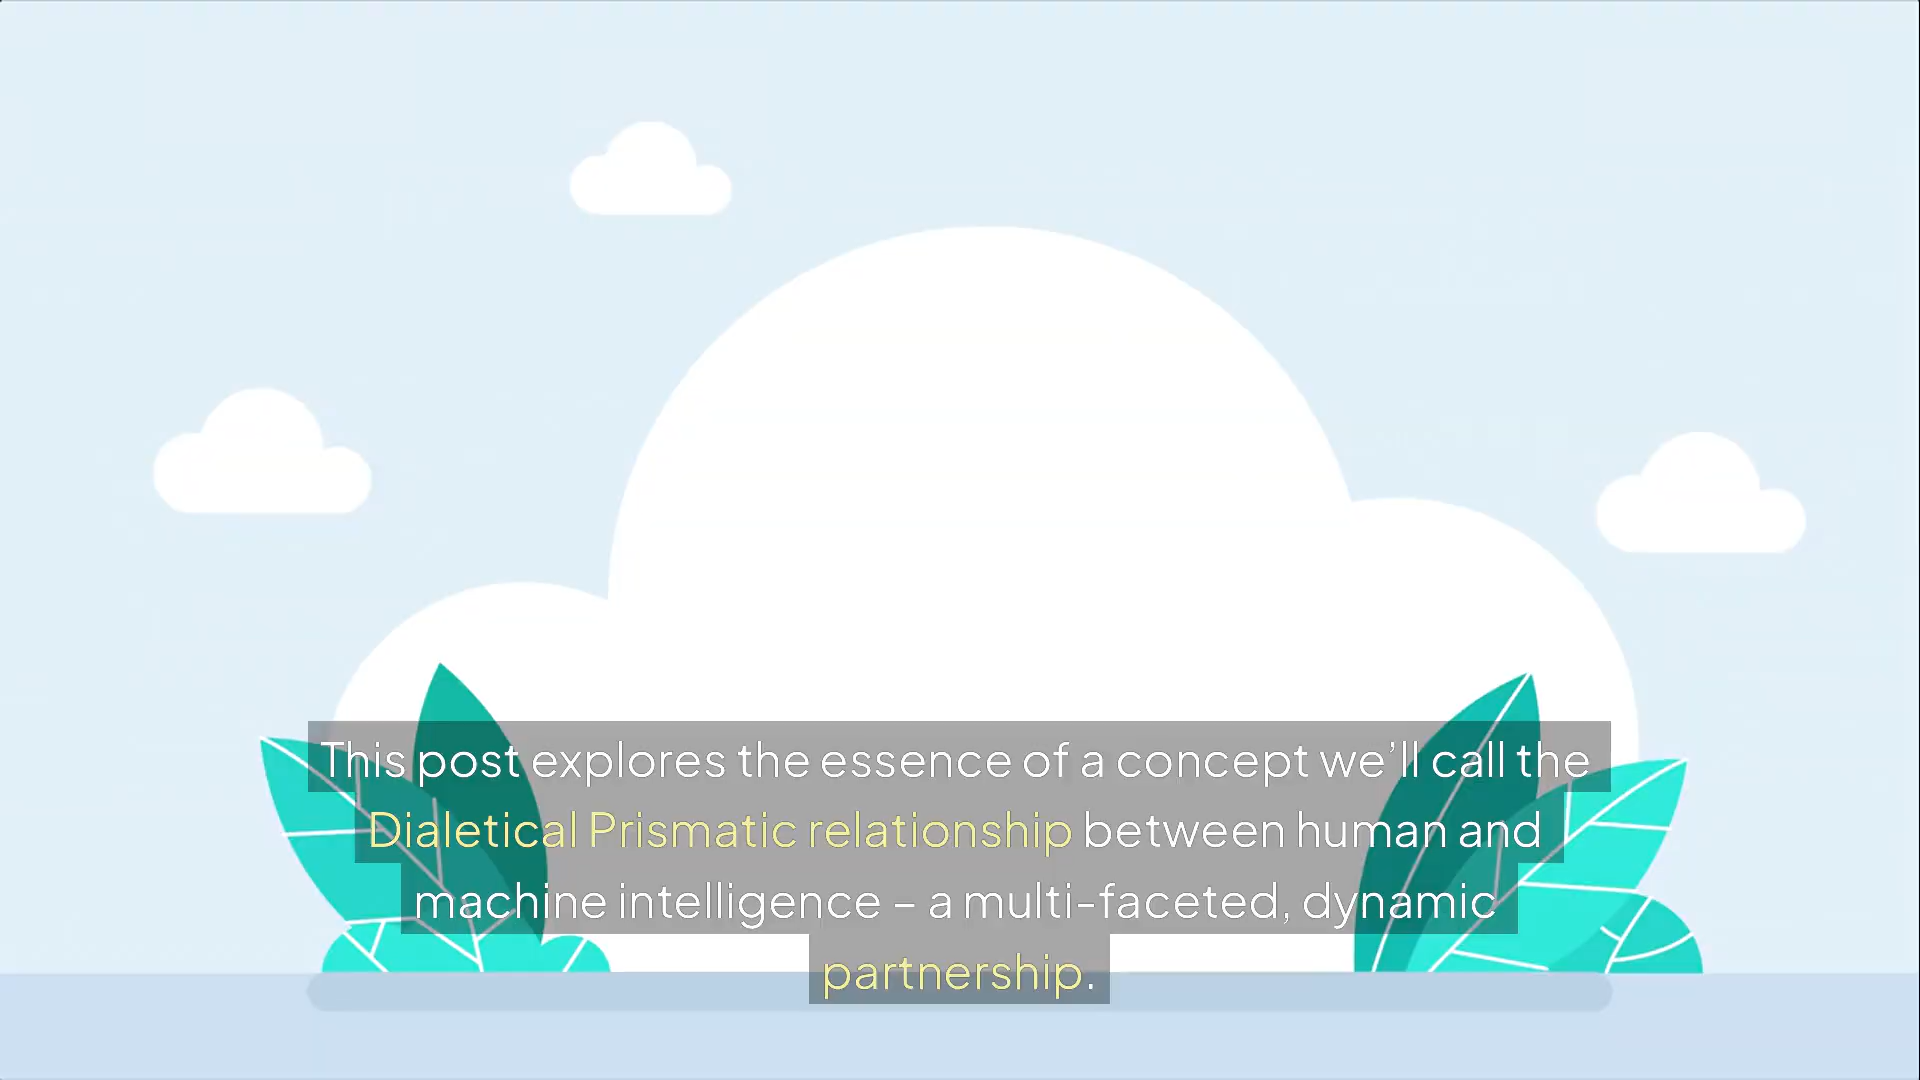 This post explores the essence of a concept we’ll call the
Dialetical Prismatic relationship between human and
machine intelligence – a multi-faceted, dynamic
partnership.